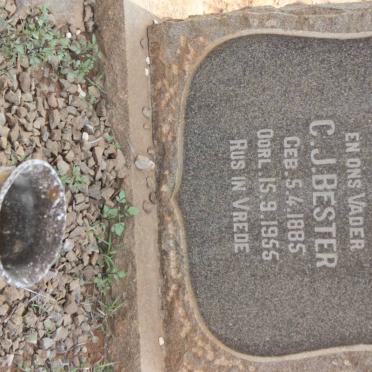 EN ONS VADER
C.J. BESTER
GEB: 5.4.1885
OORL. 15.9.1955
RUS IN VREDE